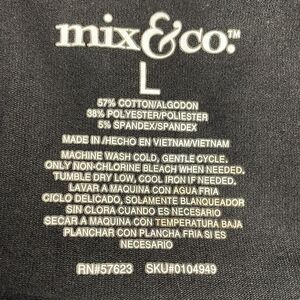 mix&co.™
L
57% COTTON/ALGODON
38% POLYESTER/POLIESTER
5% SPANDEX/SPANDEX
MADE IN /HECHO EN VIETNAM/VIETNAM
MACHINE WASH COLD, GENTLE CYCLE,
ONLY NON-CHLORINE BLEACH WHEN NEEDED.
TUMBLE DRY LOW, COOL IRON IF NEEDED.
LAVAR A MAQUINA CON AGUA FRIA
CICLO DELICADO, SOLAMENTE BLANQUEADOR
SIN CLORA CUANDO ES NECESARIO
SECAR A MAQUINA CON TEMPERATURA BAJA
PLANCHAR CON PLANCHA FRIA SI ES
NECESARIO
RN#57623 SKU#0104949